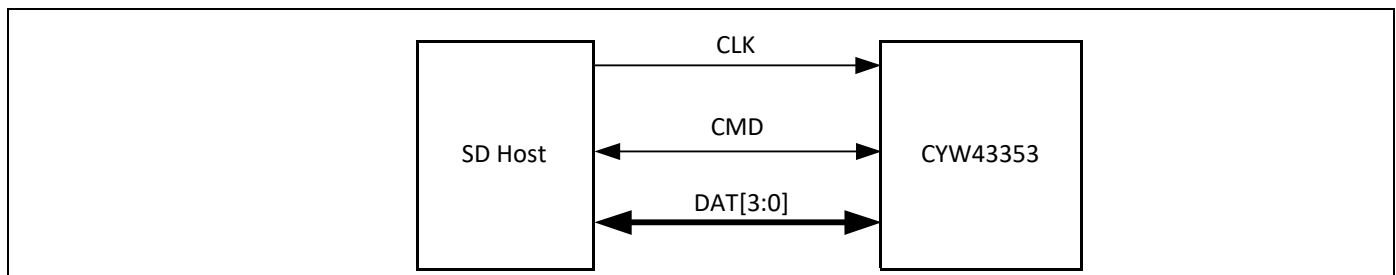 CLK
CMD
SD Host
CYW43353
DAT[3:0]